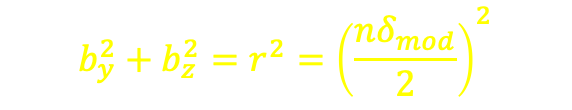 $b_y^2 + b_z^2 = r^2 = \left(\frac{n\delta_{mod}}{2}\right)^2$